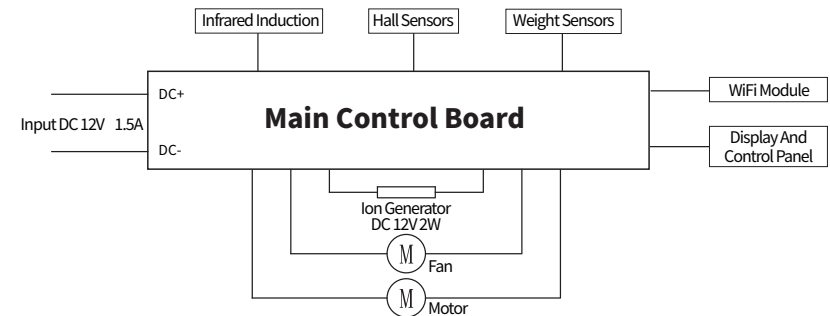 Infrared Induction
Hall Sensors
Weight Sensors
DC+
WiFi Module
Input DC 12V 1.5A
Main Control Board
Display And
Control Panel
DC-
Ion Generator
DC 12V 2W
M
Fan
M
Motor